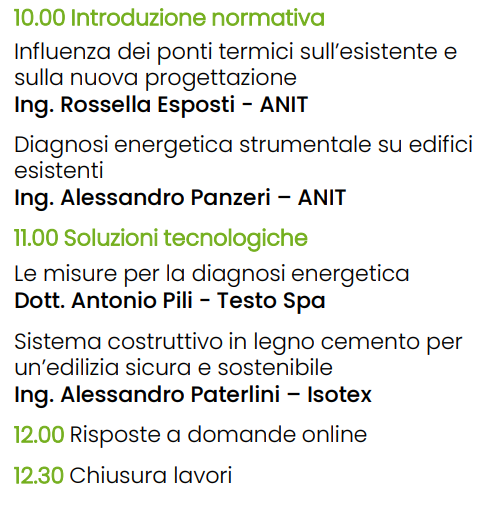 10.00 Introduzione normativa
Influenza dei ponti termici sull'esistente e
sulla nuova progettazione
Ing. Rossella Esposti - ANIT
Diagnosi energetica strumentale su edifici
esistenti
Ing. Alessandro Panzeri – ANIT
11.00 Soluzioni tecnologiche
Le misure per la diagnosi energetica
Dott. Antonio Pili - Testo Spa
Sistema costruttivo in legno cemento per
un'edilizia sicura e sostenibile
Ing. Alessandro Paterlini – Isotex
12.00 Risposte a domande online
12.30 Chiusura lavori